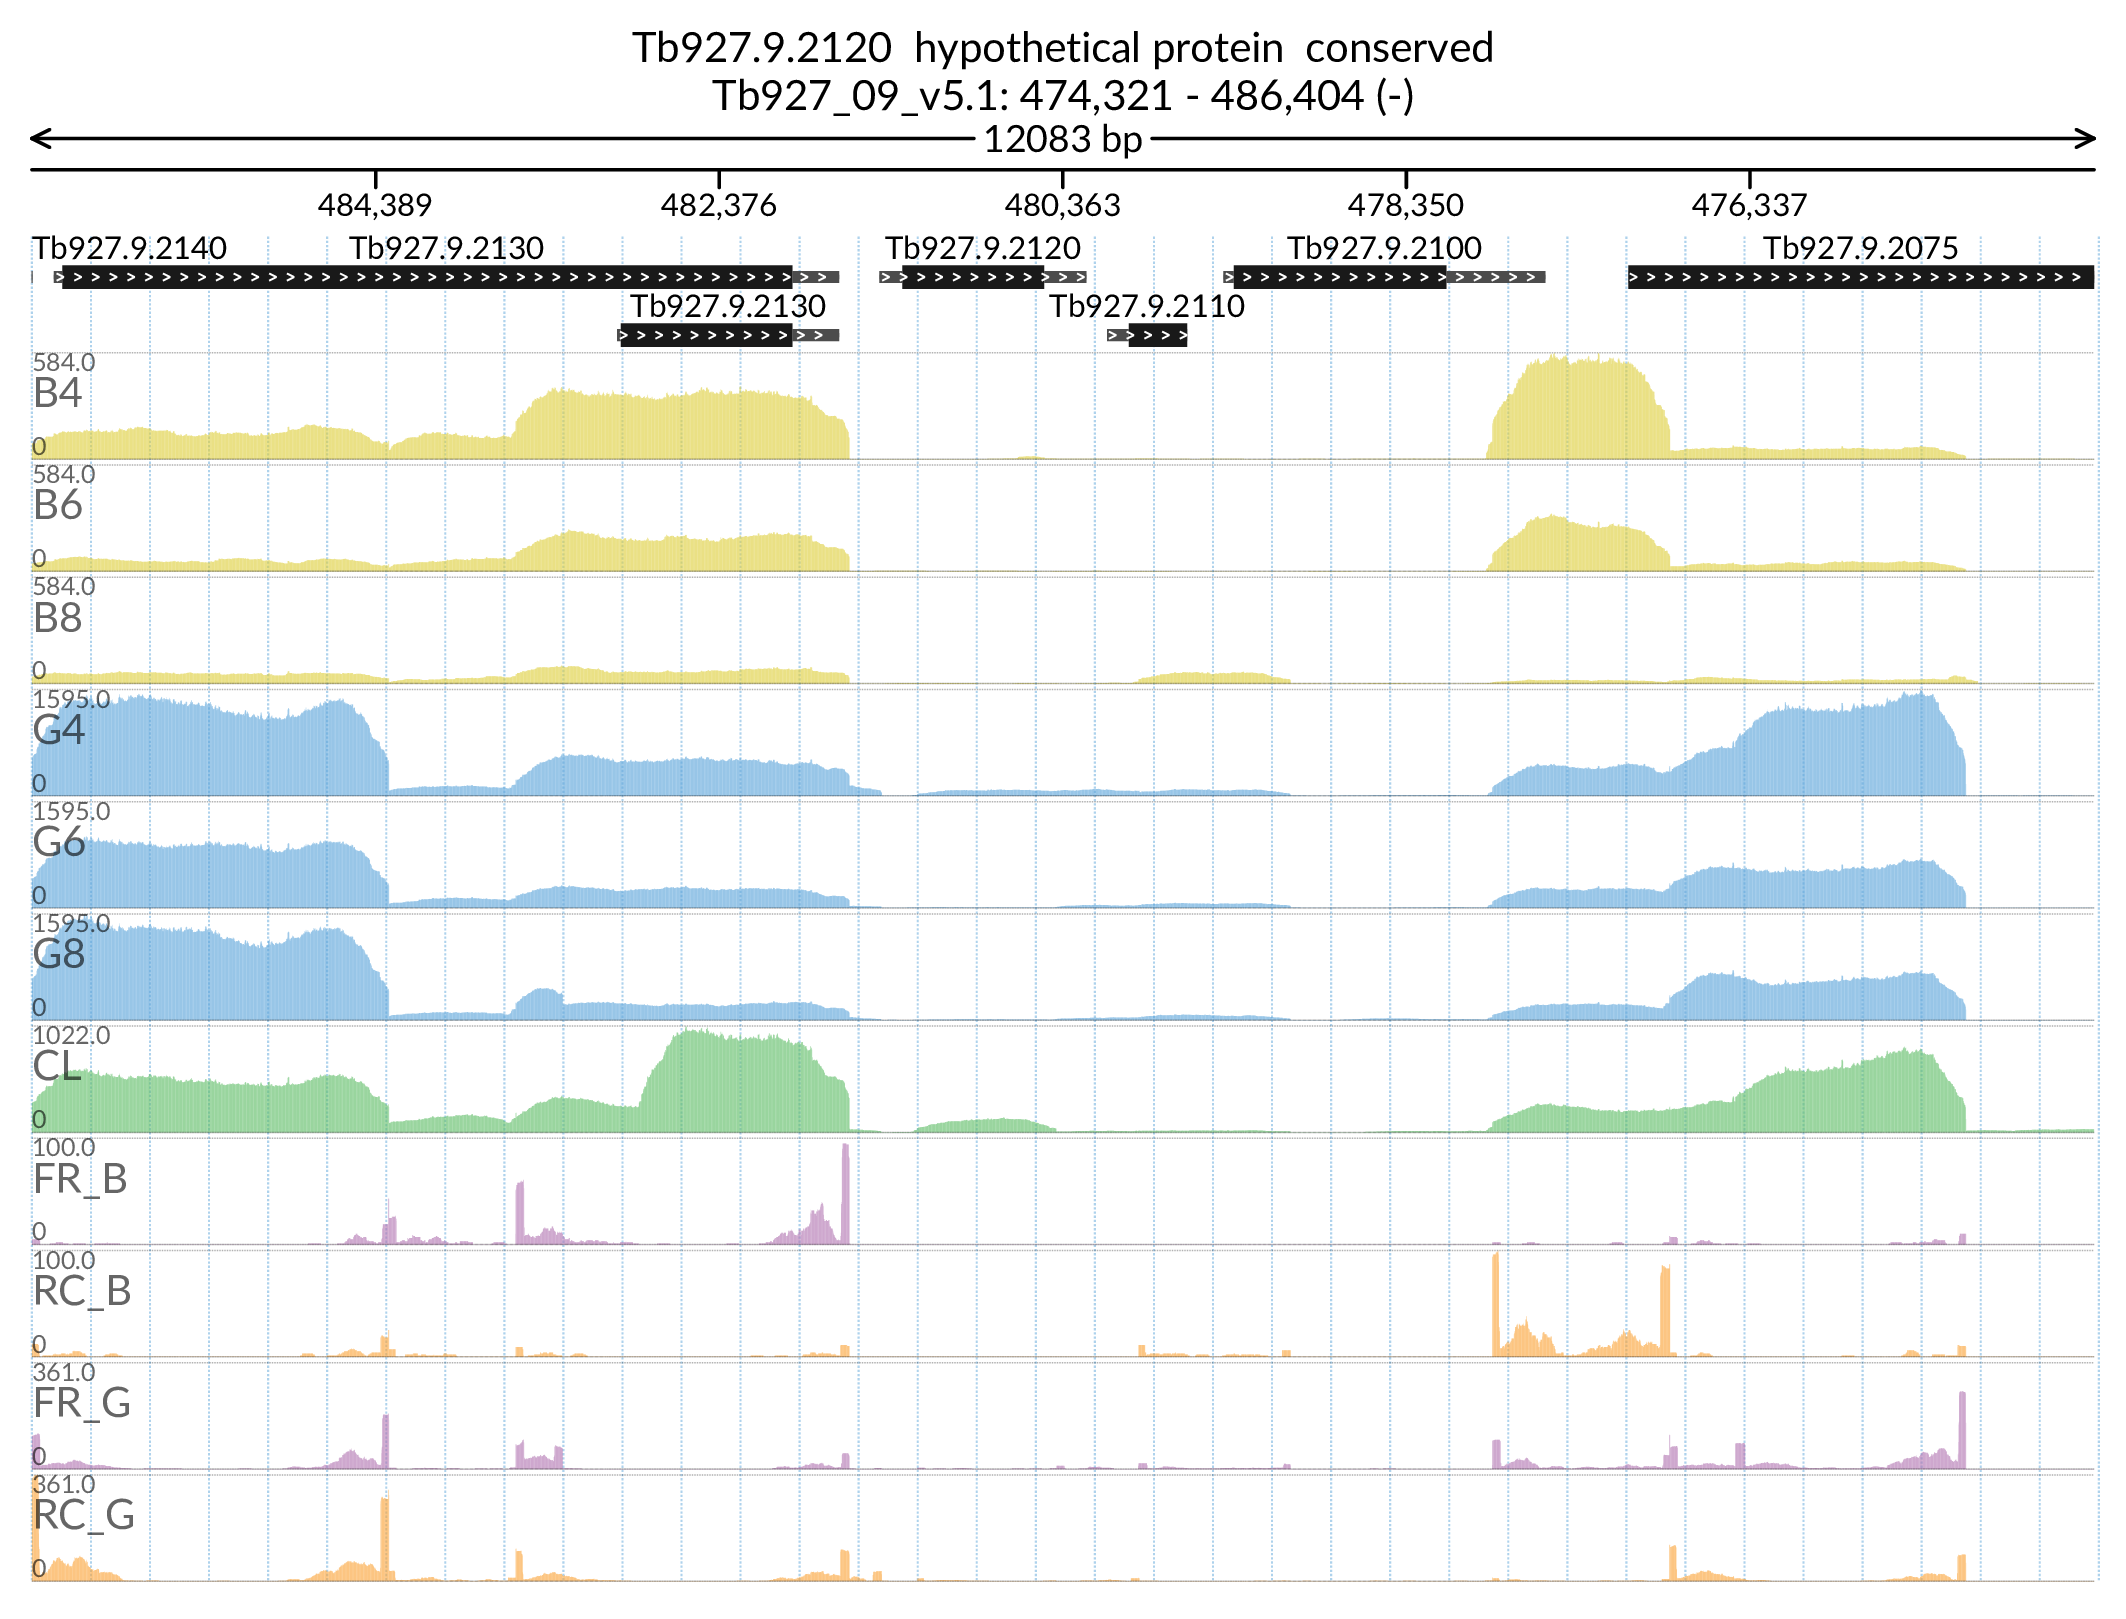 Tb927.9.2120  hypothetical protein  conserved
Tb927_09_v5.1: 474,321 - 486,404 (-)
12083 bp
484,389 482,376 480,363 478,350 476,337
Tb927.9.2140 Tb927.9.2130 Tb927.9.2120 Tb927.9.2100 Tb927.9.2075
Tb927.9.2130 Tb927.9.2110
584.0
B4
0
584.0
B6
0
584.0
B8
0
1595.0
G4
0
1595.0
G6
0
1595.0
G8
0
1022.0
CL
0
100.0
FR_B
0
100.0
RC_B
0
361.0
FR_G
0
361.0
RC_G
0